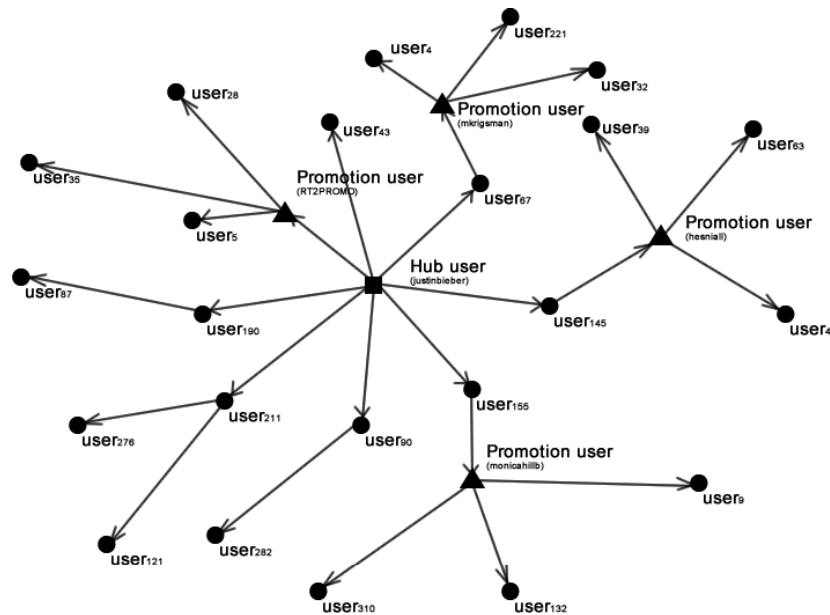 user221
user4
user32
user28
Promotion user
(mkrigsman)
user43
user39
user63
user35
Promotion user
(RT2PROMO)
user67
user5
Promotion user
(hesniall)
Hub user
(justinbieber)
user87
user190
user145
user4
user155
user211
user276
user90
Promotion user
(monicahillb)
user9
user121
user282
user310
user132